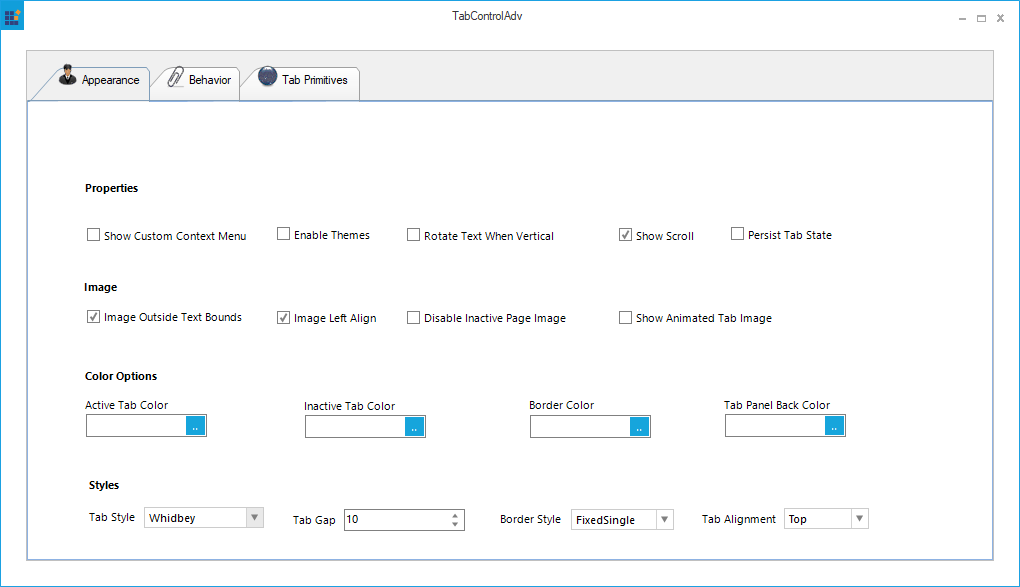 TabControlAdv
Appearance Behavior Tab Primitives
Properties
Show Custom Context Menu Enable Themes Rotate Text When Vertical Show Scroll Persist Tab State
Image
Image Outside Text Bounds Image Left Align Disable Inactive Page Image Show Animated Tab Image
Color Options
Active Tab Color Inactive Tab Color Border Color Tab Panel Back Color
.. .. .. ..
Styles
Tab Style Whidbey Tab Gap 10 Border Style FixedSingle Tab Alignment Top